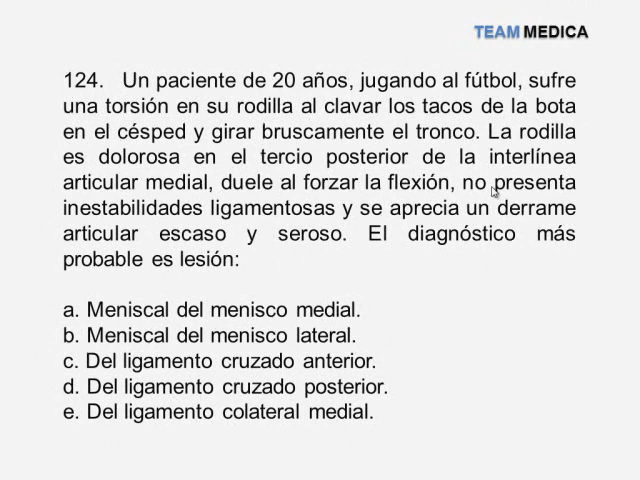 TEAM MEDICA
124. Un paciente de 20 años, jugando al fútbol, sufre
una torsión en su rodilla al clavar los tacos de la bota
en el césped y girar bruscamente el tronco. La rodilla
es dolorosa en el tercio posterior de la interlínea
articular medial, duele al forzar la flexión, no presenta
inestabilidades ligamentosas y se aprecia un derrame
articular escaso y seroso. El diagnóstico más
probable es lesión:
a. Meniscal del menisco medial.
b. Meniscal del menisco lateral.
c. Del ligamento cruzado anterior.
d. Del ligamento cruzado posterior.
e. Del ligamento colateral medial.